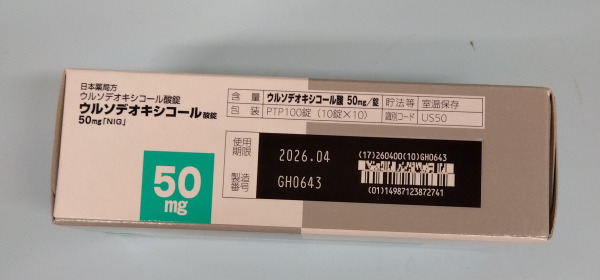 日本薬局方
ウルソデオキシコール酸錠
ウルソデオキシコール酸錠
50mg「NIG」
50
mg
含 量 ウルソデオキシコール酸 50mg/錠 貯法等 室温保存
包 装 PTP100錠 (10錠×10) 識別コード US50
使用
期限 2026.04
製造
番号 GH0643
(17)260400(10)GH0643
(01)14987123872741